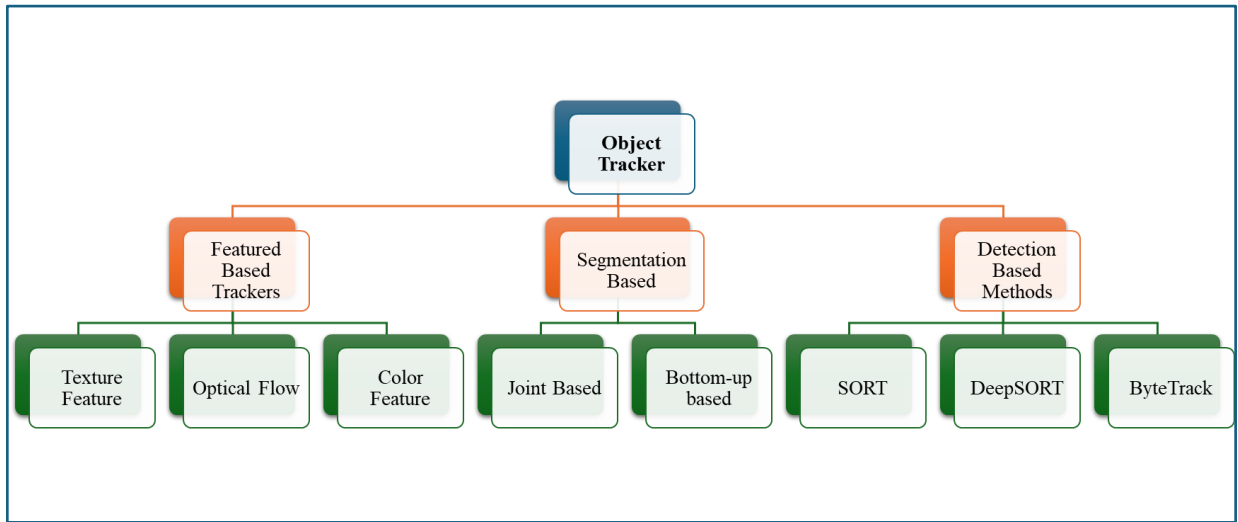 Object
Tracker
Featured
Based
Trackers
Segmentation
Based
Detection
Based
Methods
Texture
Feature
Optical Flow
Color
Feature
Joint Based
Bottom-up
based
SORT
DeepSORT
ByteTrack